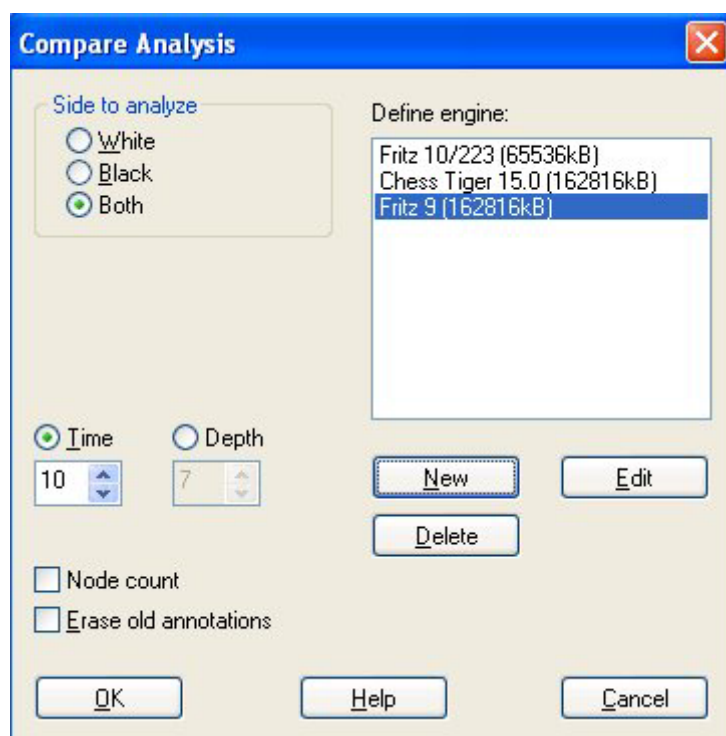 Compare Analysis
Side to analyze
White
Black
Both
Define engine:
Fritz 10/223 (65536kB)
Chess Tiger 15.0 (162816kB)
Fritz 9 (162816kB)
Time
Depth
10
7
New
Edit
Delete
Node count
Erase old annotations
OK
Help
Cancel